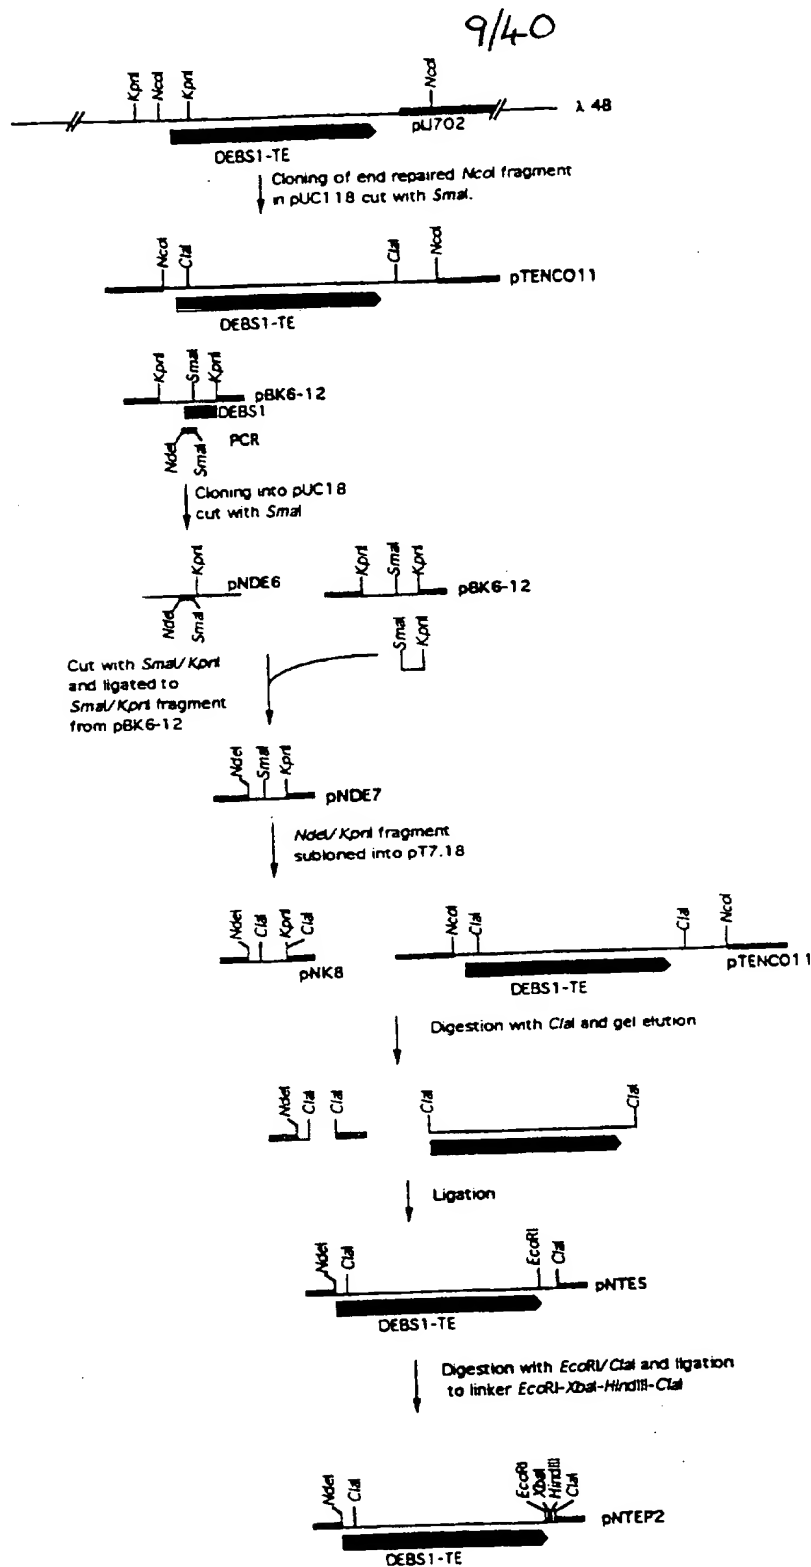 9/40
KpnI NcoI KpnI NcoI λ 48
pIJ702
DEBS1-TE
Cloning of end repaired NcoI fragment
in pUC118 cut with SmaI.
NcoI ClaI ClaI NcoI pTENCO11
DEBS1-TE
KpnI SmaI KpnI pBK6-12
DEBS1
NdeI SmaI PCR
Cloning into pUC18
cut with SmaI
KpnI pNDE6 KpnI SmaI KpnI pBK6-12
NdeI SmaI SmaI KpnI
Cut with SmaI/KpnI
and ligated to
SmaI/KpnI fragment
from pBK6-12
NdeI SmaI KpnI pNDE7
NdeI/KpnI fragment
subloned into pT7.18
NdeI ClaI KpnI ClaI NcoI ClaI ClaI NcoI
pNK8 pTENCO11
DEBS1-TE
Digestion with ClaI and gel elution
NdeI ClaI ClaI ClaI ClaI
Ligation
NdeI ClaI EcoRI ClaI pNTE5
DEBS1-TE
Digestion with EcoRI/ClaI and ligation
to linker EcoRI-XbaI-HindIII-ClaI
NdeI ClaI EcoRI XbaI HindIII ClaI pNTEP2
DEBS1-TE